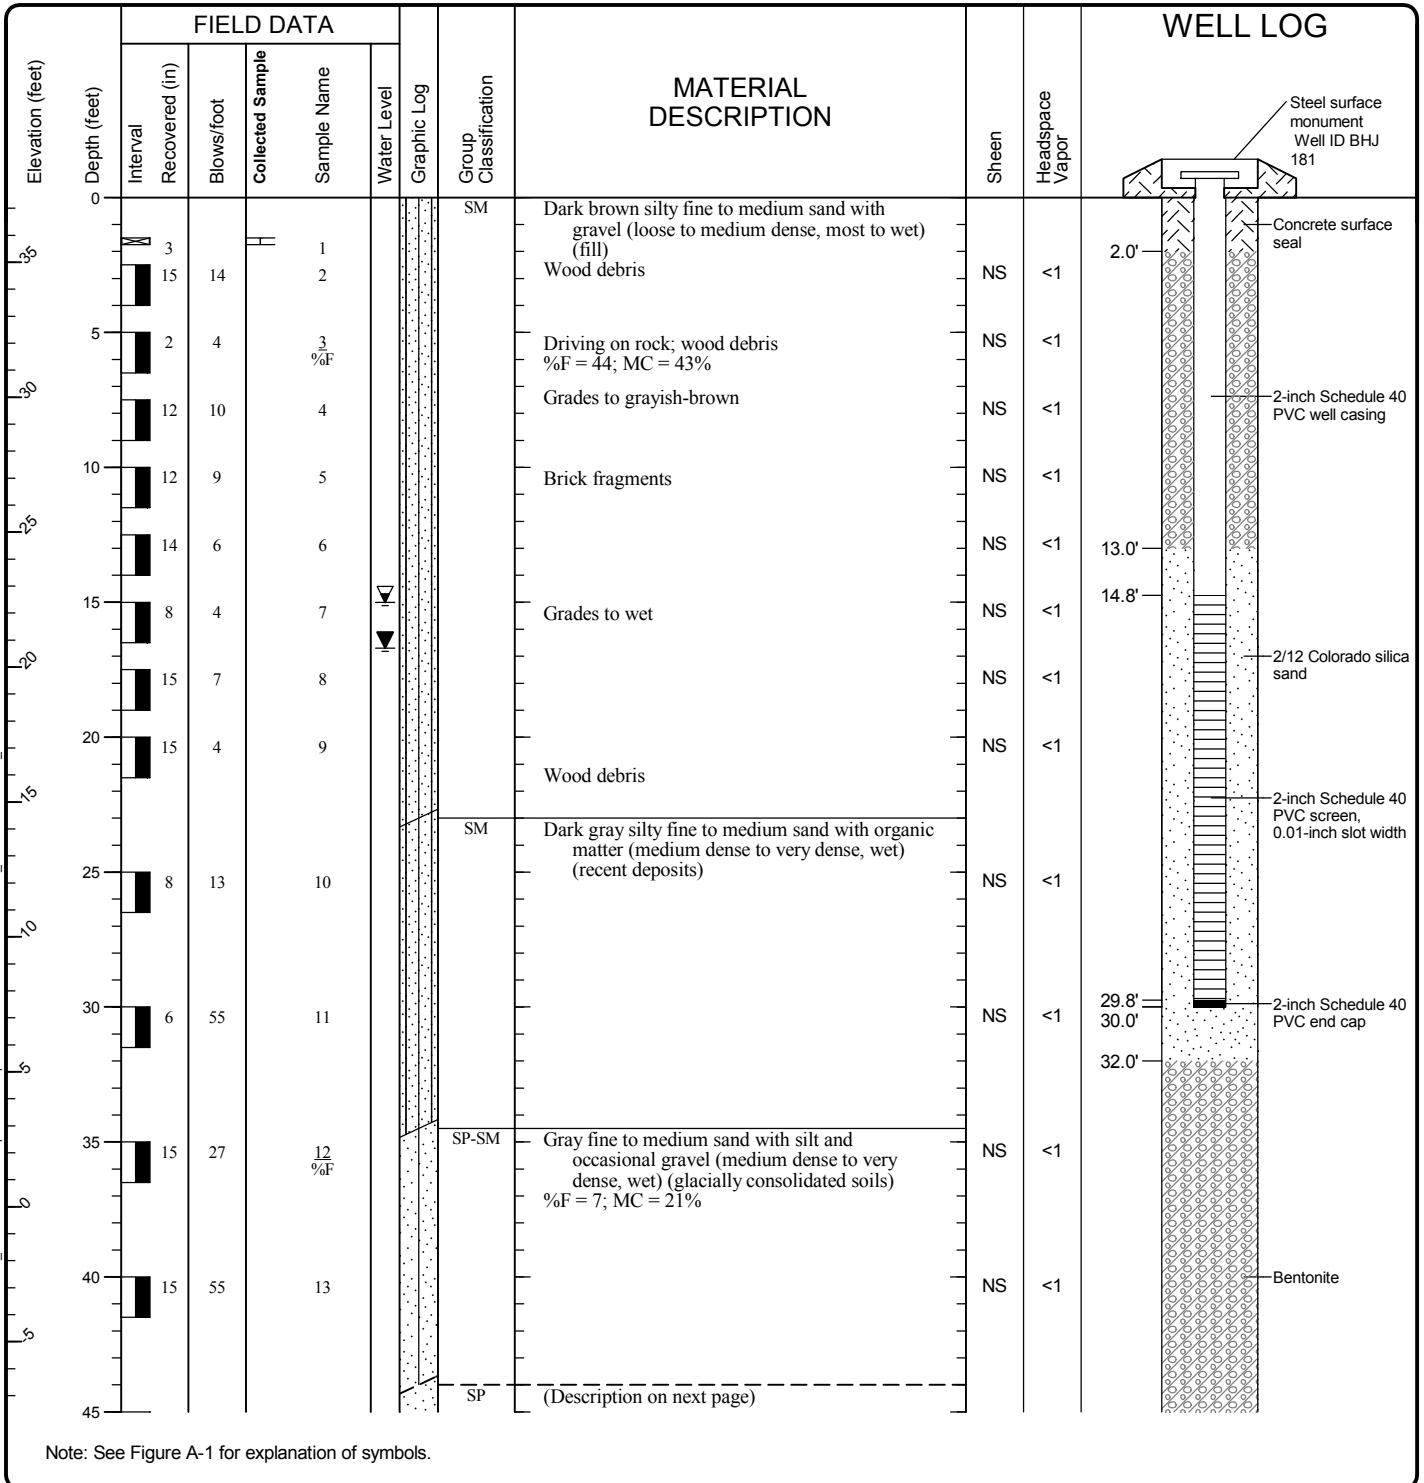 FIELD DATA
WELL LOG
Elevation (feet)
Depth (feet)
Interval
Recovered (in)
Blows/foot
Collected Sample
Sample Name
Water Level
Graphic Log
Group
Classification
MATERIAL
DESCRIPTION
Sheen
Headspace
Vapor
Steel surface
monument
Well ID BHJ
181
0
SM
Dark brown silty fine to medium sand with
gravel (loose to medium dense, most to wet)
(fill)
Concrete surface
seal
3
1
2.0'
35
15
14
2
Wood debris
NS
<1
5
2
4
3
%F
Driving on rock; wood debris
%F = 44; MC = 43%
NS
<1
30
12
10
4
Grades to grayish-brown
NS
<1
2-inch Schedule 40
PVC well casing
10
12
9
5
Brick fragments
NS
<1
25
14
6
6
NS
<1
13.0'
14.8'
15
8
4
7
Grades to wet
NS
<1
20
15
7
8
NS
<1
2/12 Colorado silica
sand
20
15
4
9
NS
<1
Wood debris
15
2-inch Schedule 40
PVC screen,
0.01-inch slot width
SM
Dark gray silty fine to medium sand with organic
matter (medium dense to very dense, wet)
(recent deposits)
25
8
13
10
NS
<1
10
30
6
55
11
NS
<1
29.8'
30.0'
2-inch Schedule 40
PVC end cap
5
32.0'
35
15
27
12
%F
SP-SM
Gray fine to medium sand with silt and
occasional gravel (medium dense to very
dense, wet) (glacially consolidated soils)
%F = 7; MC = 21%
NS
<1
0
40
15
55
13
NS
<1
Bentonite
-5
SP
(Description on next page)
45
Note: See Figure A-1 for explanation of symbols.